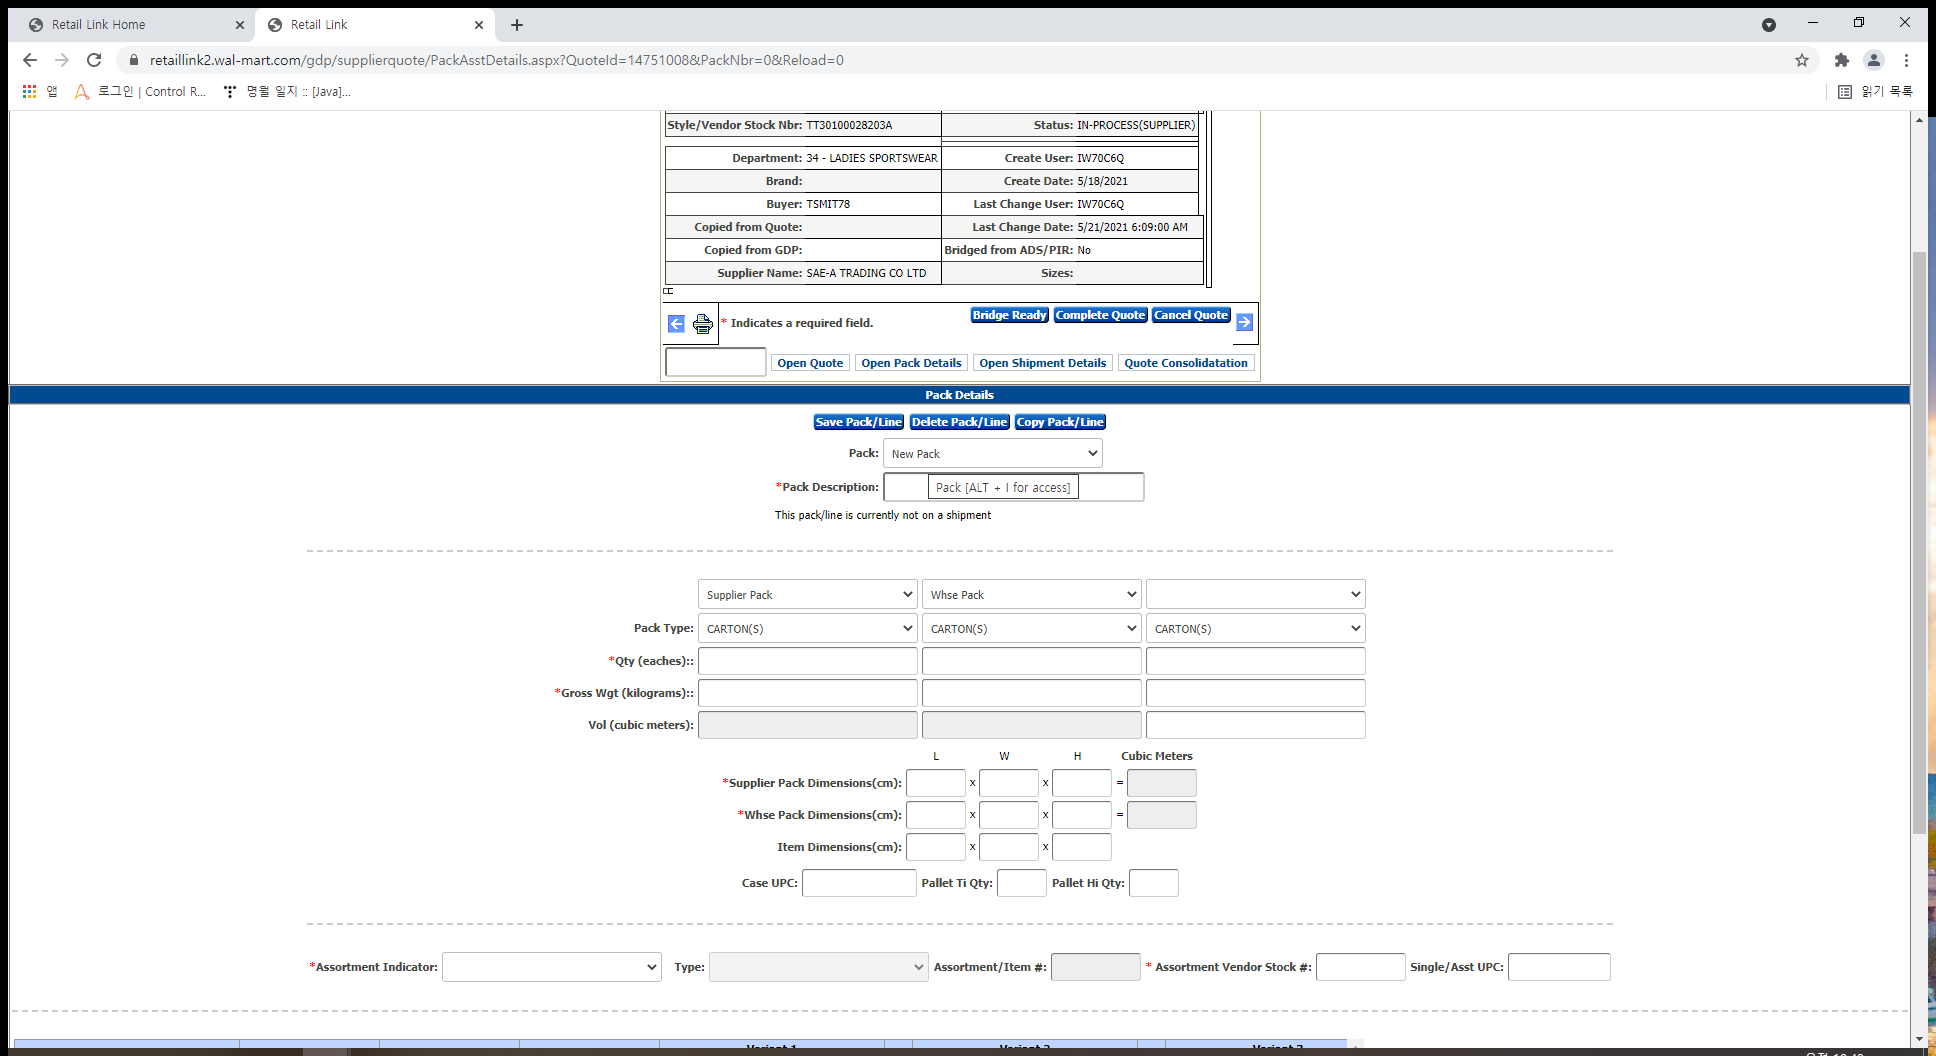 Retail Link Home
Retail Link
retaillink2.wal-mart.com/gdp/supplierquote/PackAsstDetails.aspx?QuoteId=14751008&PackNbr=0&Reload=0
앱 로그인 | Control R... 명월 일지 :: [Java]... 읽기 목록
Style/Vendor Stock Nbr: TT30100028203A Status: IN-PROCESS(SUPPLIER)
Department: 34 - LADIES SPORTSWEAR Create User: IW70C6Q
Brand: Create Date: 5/18/2021
Buyer: TSMIT78 Last Change User: IW70C6Q
Copied from Quote: Last Change Date: 5/21/2021 6:09:00 AM
Copied from GDP: Bridged from ADS/PIR: No
Supplier Name: SAE-A TRADING CO LTD Sizes:
* Indicates a required field. Bridge Ready Complete Quote Cancel Quote
Open Quote Open Pack Details Open Shipment Details Quote Consolidatation
Pack Details
Save Pack/Line Delete Pack/Line Copy Pack/Line
Pack: New Pack
*Pack Description: Pack [ALT + I for access]
This pack/line is currently not on a shipment
Supplier Pack Whse Pack
Pack Type: CARTON(S) CARTON(S) CARTON(S)
*Qty (eaches)::
*Gross Wgt (kilograms)::
Vol (cubic meters):
L W H Cubic Meters
*Supplier Pack Dimensions(cm): x x =
*Whse Pack Dimensions(cm): x x =
Item Dimensions(cm): x x
Case UPC: Pallet Ti Qty: Pallet Hi Qty:
*Assortment Indicator: Type: Assortment/Item #: * Assortment Vendor Stock #: Single/Asst UPC:
Variant 1 Variant 2 Variant 3